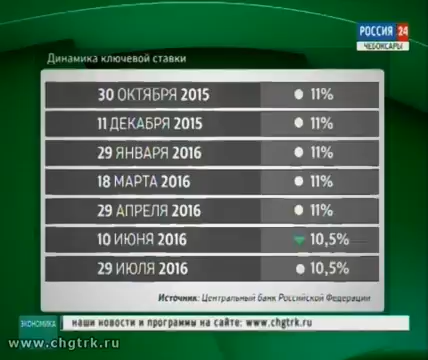 РОССИЯ 24
ЧЕБОКСАРЫ
Динамика ключевой ставки
30 ОКТЯБРЯ 2015 11%
11 ДЕКАБРЯ 2015 11%
29 ЯНВАРЯ 2016 11%
18 МАРТА 2016 11%
29 АПРЕЛЯ 2016 11%
10 ИЮНЯ 2016 10,5%
29 ИЮЛЯ 2016 10,5%
Источник: Центральный Банк Российской Федерации
ЭКОНОМИКА наши новости и программы на сайте: www.chgtrk.ru
www.chgtrk.ru